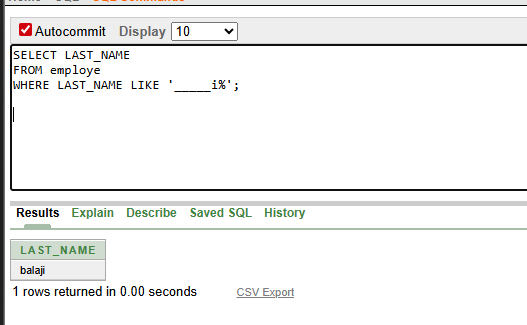 Autocommit Display 10
SELECT LAST_NAME
FROM employe
WHERE LAST_NAME LIKE '_____i%';
Results Explain Describe Saved SQL History
LAST_NAME
balaji
1 rows returned in 0.00 seconds CSV Export